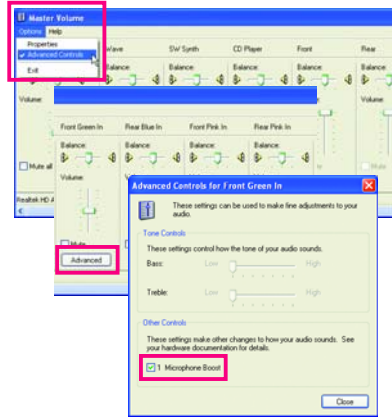 Master Volume
Options Help
Properties
Advanced Controls
Exit
Wave SW Synth CD Player Front Rear
Balance: Balance: Balance: Balance: Balance:
Volume:
Mute all
Realtek HD A
Front Green In Rear Blue In Front Pink In Rear Pink In
Balance: Balance: Balance: Balance:
Volume:
Mute
Advanced
Advanced Controls for Front Green In
These settings can be used to make fine adjustments to your
audio.
Tone Controls
These settings control how the tone of your audio sounds.
Bass: Low High
Treble: Low High
Other Controls
These settings make other changes to how your audio sounds. See
your hardware documentation for details.
1 Microphone Boost
Close